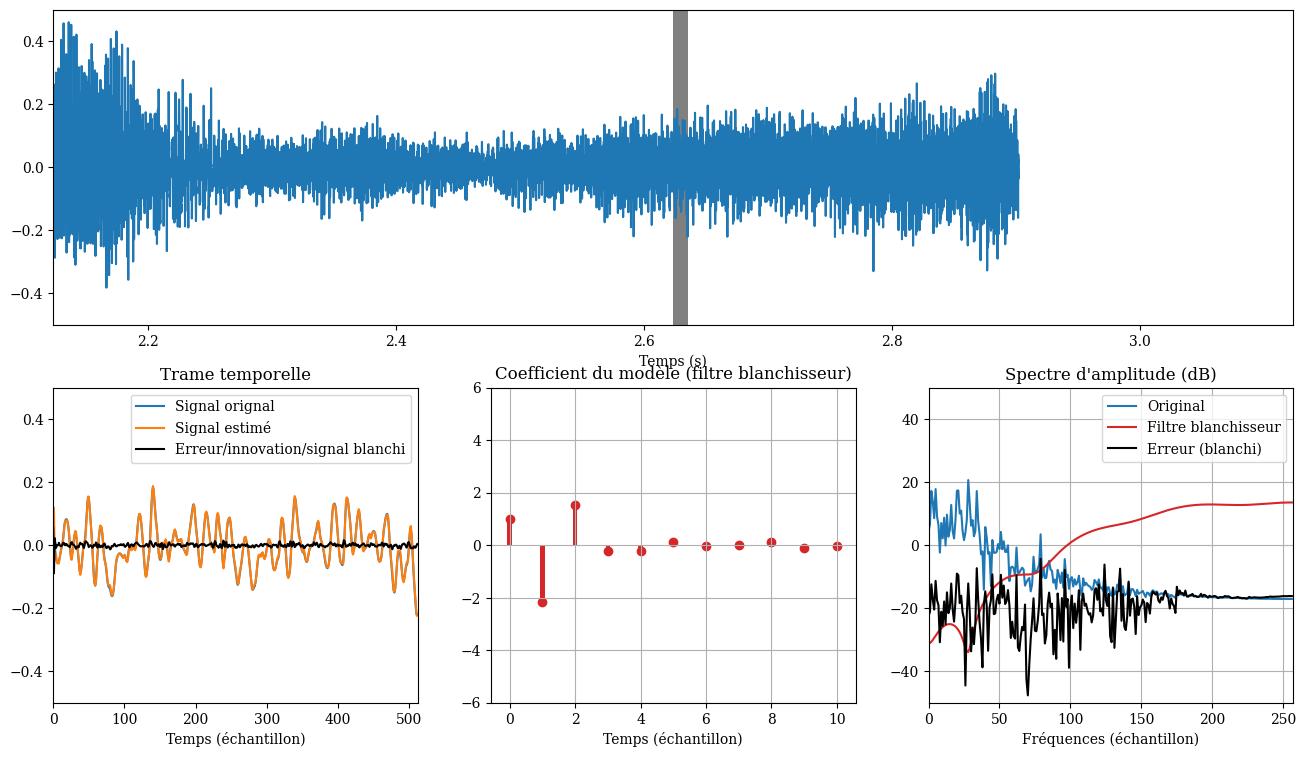 0.4
0.2
0.0
−0.2
−0.4
2.2 2.4 2.6 2.8 3.0
Temps (s)
Trame temporelle
0.4
0.2
0.0
−0.2
−0.4
Signal orignal
Signal estimé
Erreur/innovation/signal blanchi
0 100 200 300 400 500
Temps (échantillon)
Coefficient du modèle (filtre blanchisseur)
6
4
2
0
−2
−4
−6
0 2 4 6 8 10
Temps (échantillon)
Spectre d'amplitude (dB)
40
20
0
−20
−40
Original
Filtre blanchisseur
Erreur (blanchi)
0 50 100 150 200 250
Fréquences (échantillon)